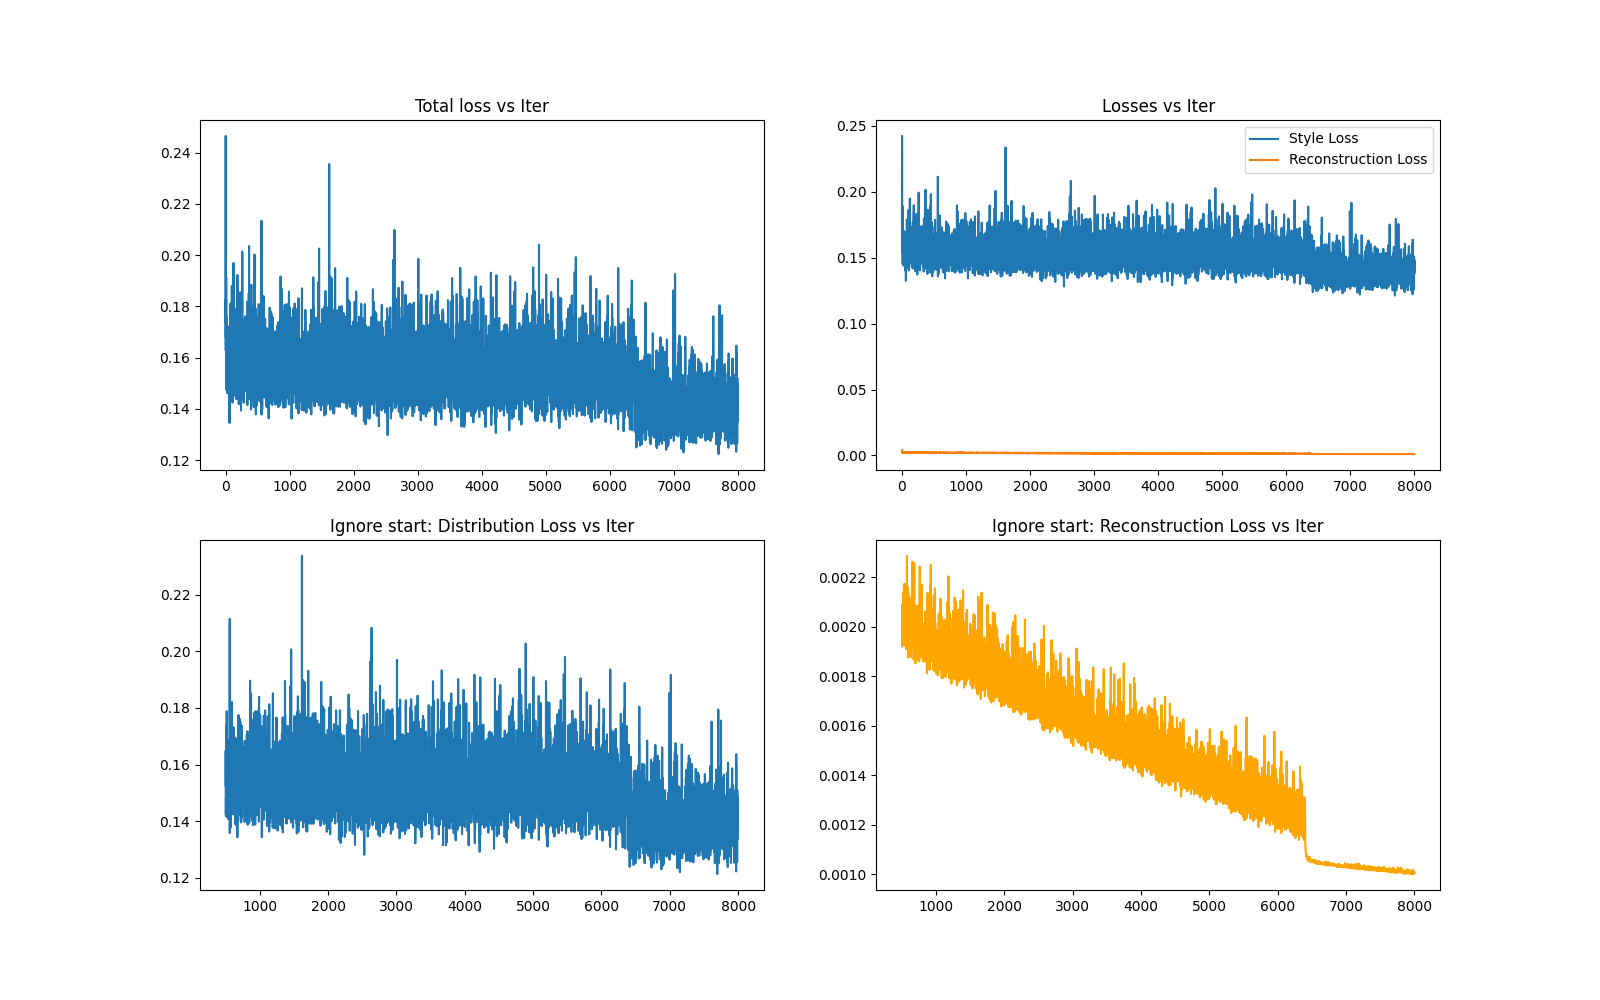 Total loss vs Iter
0.24
0.22
0.20
0.18
0.16
0.14
0.12
0 1000 2000 3000 4000 5000 6000 7000 8000
Losses vs Iter
0.25
0.20
0.15
0.10
0.05
0.00
Style Loss
Reconstruction Loss
0 1000 2000 3000 4000 5000 6000 7000 8000
Ignore start: Distribution Loss vs Iter
0.22
0.20
0.18
0.16
0.14
0.12
1000 2000 3000 4000 5000 6000 7000 8000
Ignore start: Reconstruction Loss vs Iter
0.0022
0.0020
0.0018
0.0016
0.0014
0.0012
0.0010
1000 2000 3000 4000 5000 6000 7000 8000